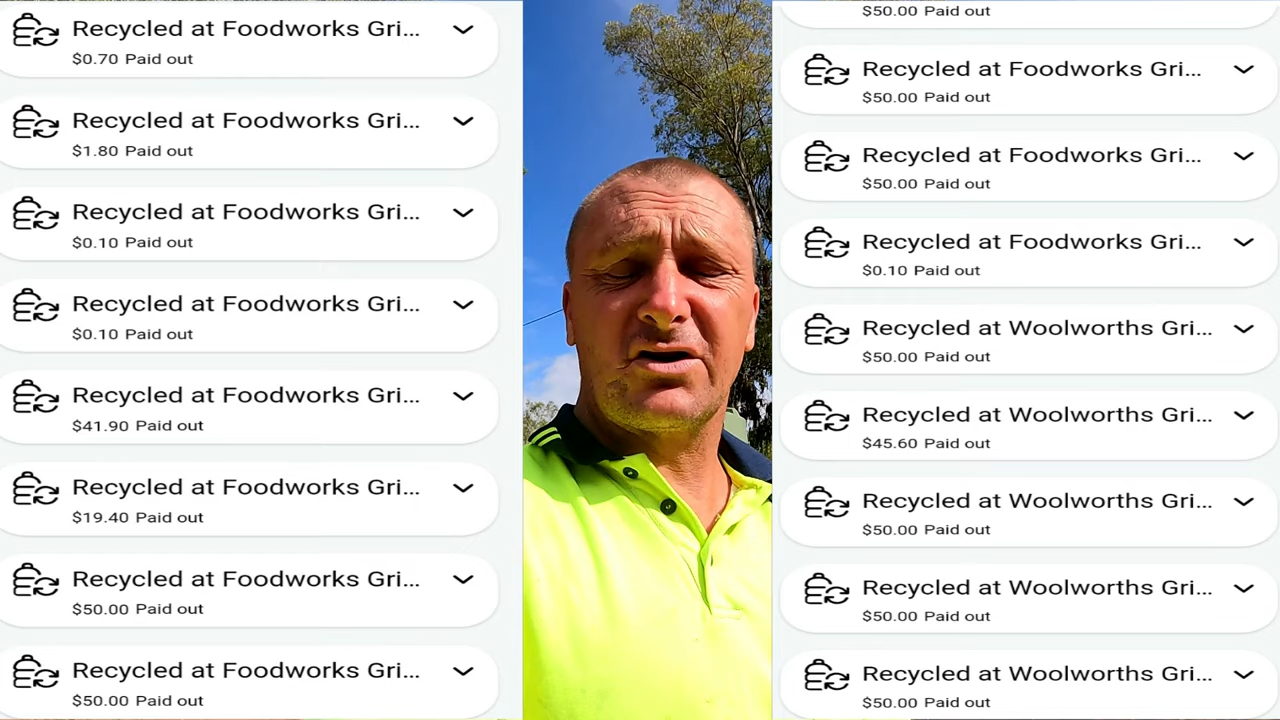 Recycled at Foodworks Gri...
$0.70 Paid out
Recycled at Foodworks Gri...
$1.80 Paid out
Recycled at Foodworks Gri...
$0.10 Paid out
Recycled at Foodworks Gri...
$0.10 Paid out
Recycled at Foodworks Gri...
$41.90 Paid out
Recycled at Foodworks Gri...
$19.40 Paid out
Recycled at Foodworks Gri...
$50.00 Paid out
Recycled at Foodworks Gri...
$50.00 Paid out
$50.00 Paid out
Recycled at Foodworks Gri...
$50.00 Paid out
Recycled at Foodworks Gri...
$50.00 Paid out
Recycled at Foodworks Gri...
$0.10 Paid out
Recycled at Woolworths Gri...
$50.00 Paid out
Recycled at Woolworths Gri...
$45.60 Paid out
Recycled at Woolworths Gri...
$50.00 Paid out
Recycled at Woolworths Gri...
$50.00 Paid out
Recycled at Woolworths Gri...
$50.00 Paid out